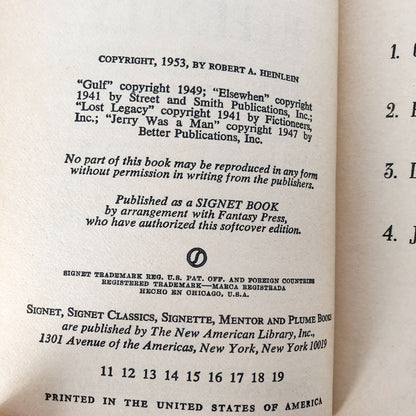 COPYRIGHT, 1953, BY ROBERT A. HEINLEIN
"Gulf" copyright 1949; "Elsewhen" copyright
1941 by Street and Smith Publications, Inc.;
"Lost Legacy" copyright 1941 by Fictioneers,
Inc.; "Jerry Was a Man" copyright 1947 by
Better Publications, Inc.
No part of this book may be reproduced in any form
without permission in writing from the publishers.
Published as a SIGNET BOOK
by arrangement with Fantasy Press,
who have authorized this softcover edition.
S
SIGNET TRADEMARK REG. U.S. PAT. OFF. AND FOREIGN COUNTRIES
REGISTERED TRADEMARK—MARCA REGISTRADA
HECHO EN CHICAGO, U.S.A.
SIGNET, SIGNET CLASSICS, SIGNETTE, MENTOR AND PLUME BOOKS
are published by The New American Library, Inc.,
1301 Avenue of the Americas, New York, New York 10019
11 12 13 14 15 16 17 18 19
PRINTED IN THE UNITED STATES OF AMERICA
1.
2.
3.
4. J